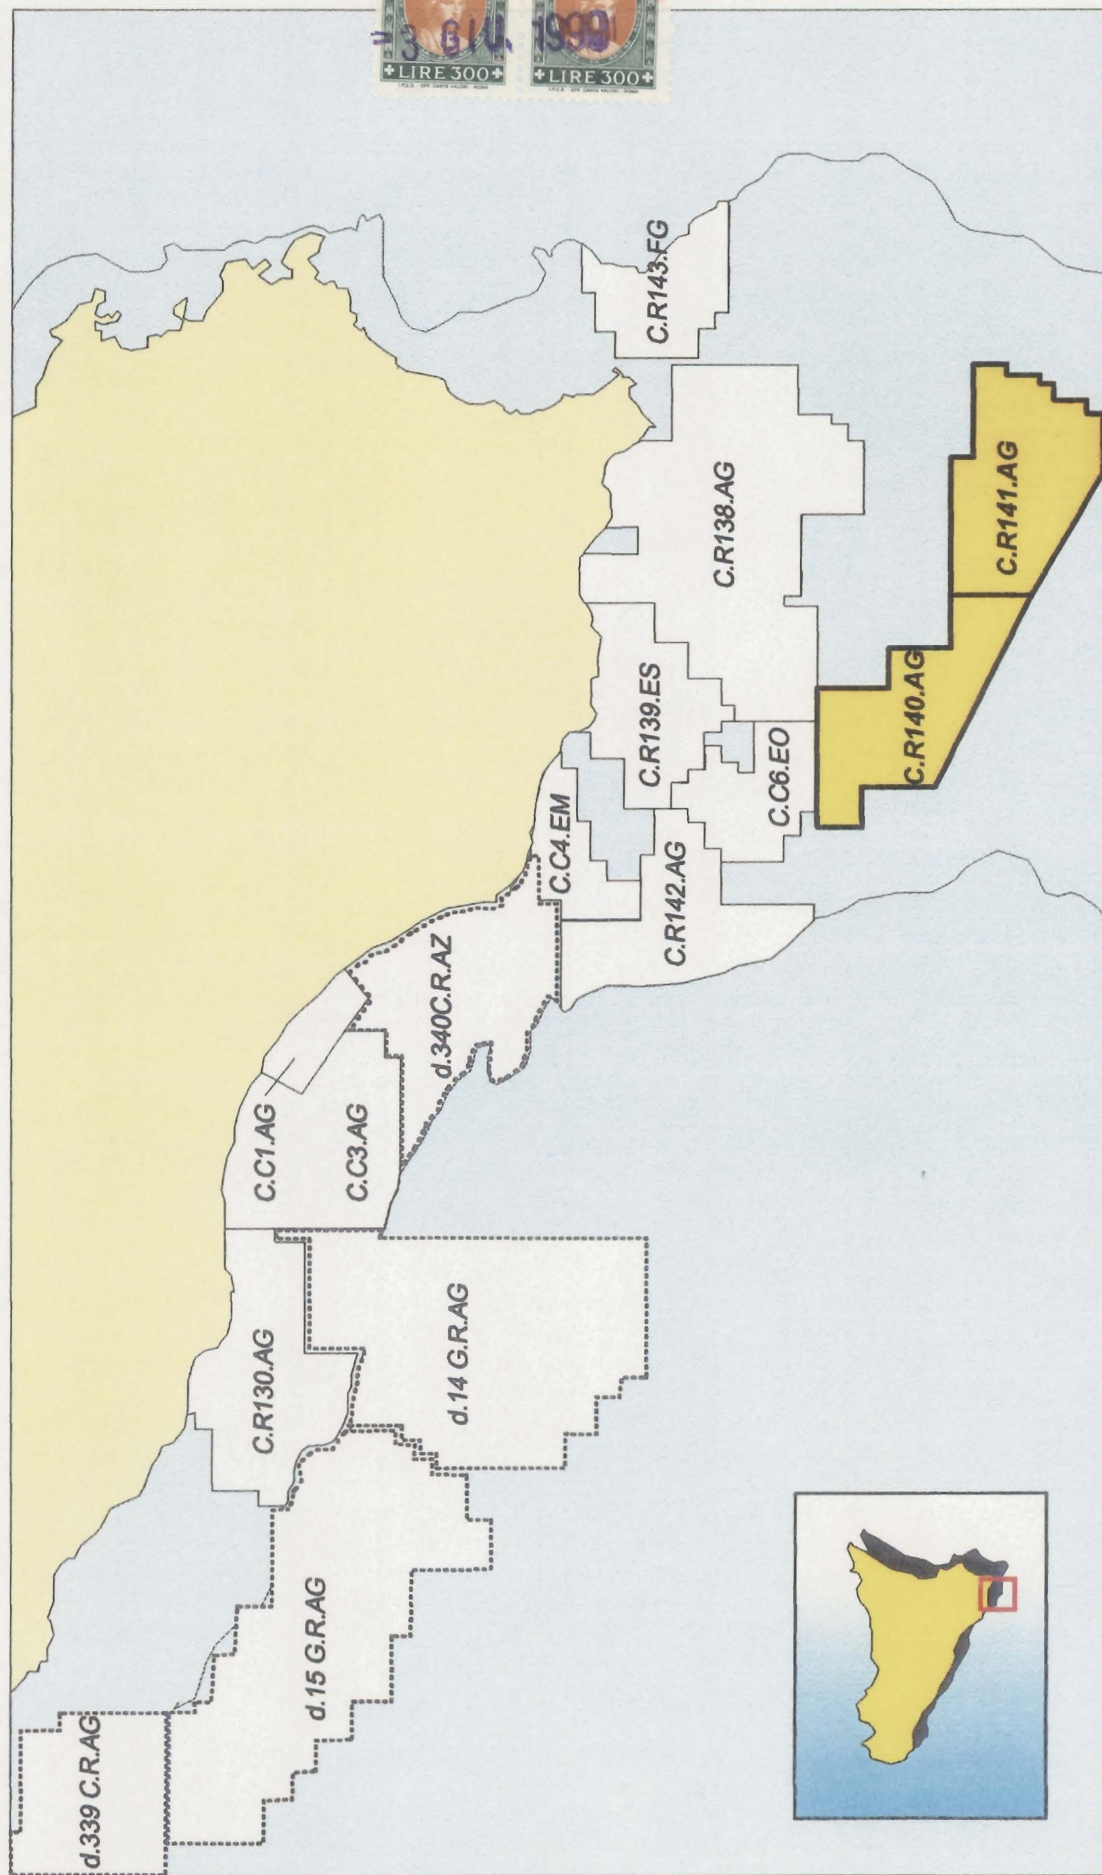 = 3 GIU. 1999
LIRE 300
LIRE 300
C.R143.FG
C.R138.AG
C.R141.AG
C.R139.ES
C.R140.AG
C.C6.EO
C.C4.EM
C.R142.AG
d.340C.R.AZ
C.C1.AG
C.C3.AG
C.R130.AG
d.14 G.R.AG
d.15 G.R.AG
d.339 C.R.AG